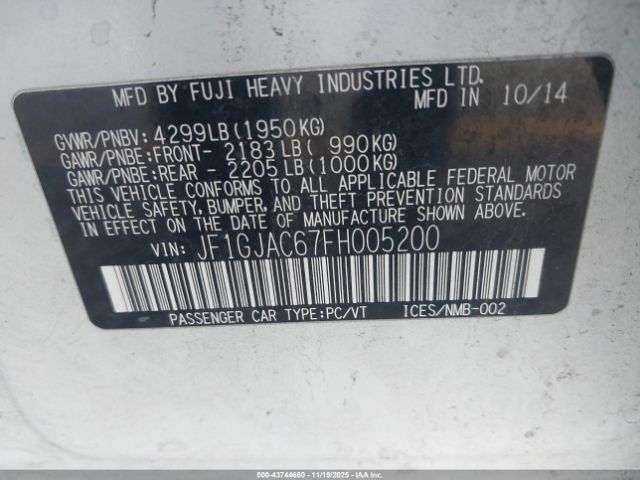 MFD BY FUJI HEAVY INDUSTRIES LTD.
MFD IN 10/14
GVWR/PNBV: 4299LB(1950KG)
GAWR/PNBE:FRONT- 2183LB( 990KG)
GAWR/PNBE:REAR - 2205LB(1000KG)
THIS VEHICLE CONFORMS TO ALL APPLICABLE FEDERAL MOTOR
VEHICLE SAFETY, BUMPER, AND THEFT PREVENTION STANDARDS
IN EFFECT ON THE DATE OF MANUFACTURE SHOWN ABOVE.
VIN: JF1GJAC67FH005200
PASSENGER CAR TYPE:PC/VT ICES/NMB-002
000-43744660 - 11/19/2025 - IAAI.COM